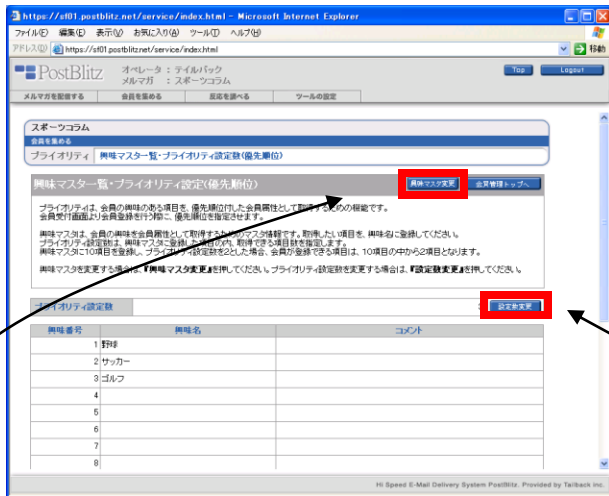 https://sf01.postblitz.net/service/index.html - Microsoft Internet Explorer
ファイル(F) 編集(E) 表示(V) お気に入り(A) ツール(T) ヘルプ(H)
アドレス(D) https://sf01.postblitz.net/service/index.html 移動
PostBlitz オペレータ : テイルバック Top Logout
メルマガ : スポーツコラム
メルマガを配信する 会員を集める 反応を調べる ツールの設定
スポーツコラム
会員を集める
プライオリティ 興味マスター覧・プライオリティ設定数(優先順位)
興味マスター覧・プライオリティ設定(優先順位) 興味マスタ変更 会員管理トップへ
プライオリティは、会員の興味のある項目を、優先順位付した会員属性として取得するための機能です。
会員受付画面より会員登録を行う際に、優先順位を指定させます。
興味マスタは、会員の興味を会員属性として取得するためのマスタ情報です。取得したい項目を、興味名に登録してください。
プライオリティ設定数は、興味マスタに登録した項目の内、取得できる項目数を指定します。
興味マスタに10項目を登録し、プライオリティ設定数を2とした場合、会員が登録できる項目は、10項目の中から2項目となります。
興味マスタを変更する場合は、『興味マスタ変更』を押してください。プライオリティ設定数を変更する場合は、『設定数変更』を押してください。
プライオリティ設定数 設定数変更
興味番号 興味名 コメント
1 野球
2 サッカー
3 ゴルフ
4
5
6
7
8
Hi Speed E-Mail Delivery System PostBlitz. Provided by Tailback inc.